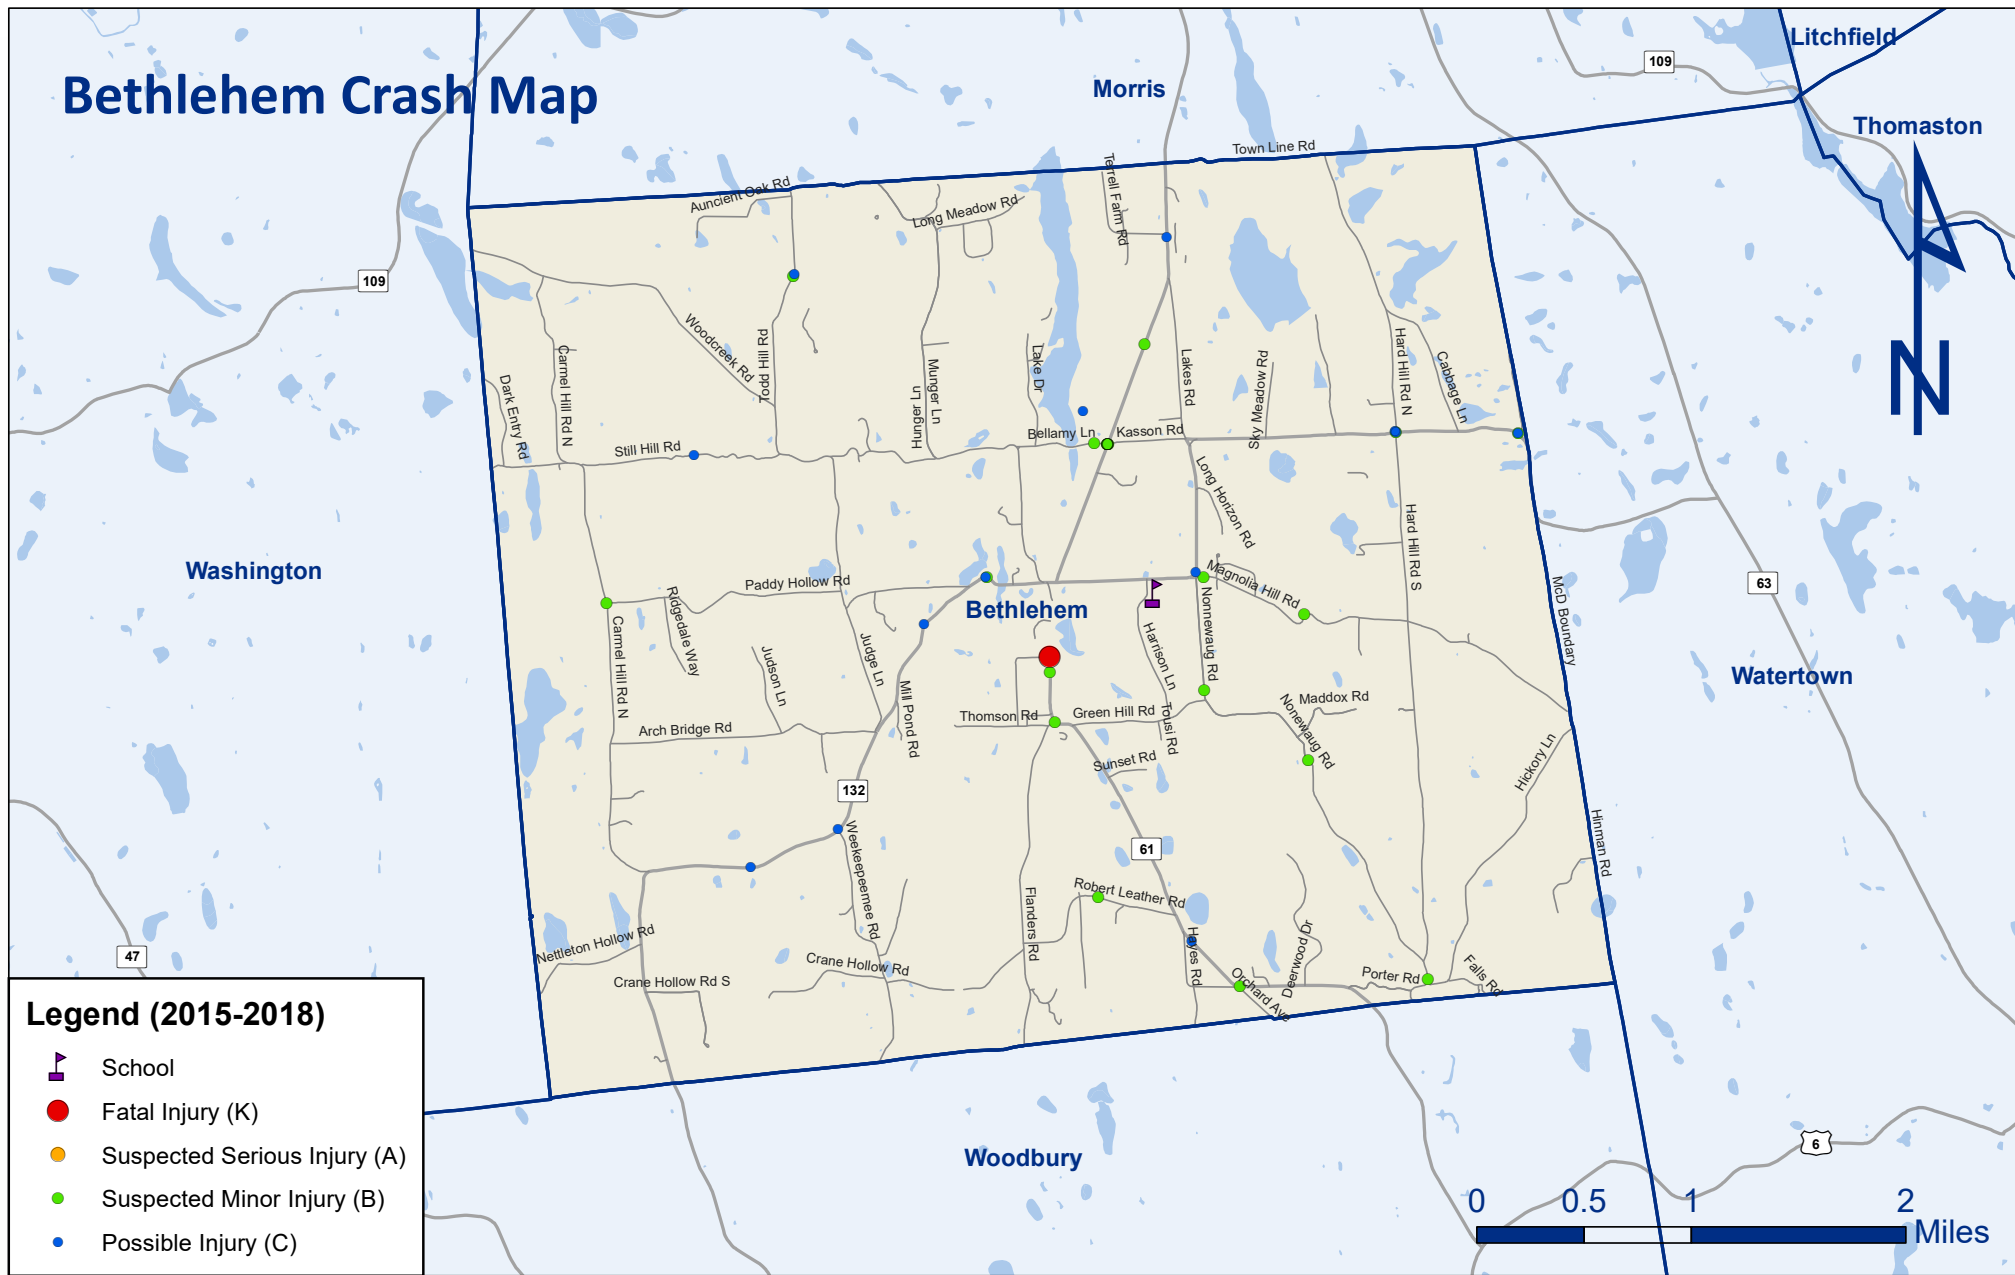 Bethlehem Crash Map
Litchfield
109
Morris
Thomaston
Town Line Rd
Terrell Farm Rd
Auncient Oak Rd
Long Meadow Rd
109
Woodcreek Rd
Todd Hill Rd
Carmel Hill Rd N
Dark Entry Rd
Munger Ln
Munger Ln
Lake Dr
Lakes Rd
Sky Meadow Rd
Hard Hill Rd N
Cabbage Ln
N
Bellamy Ln
Kasson Rd
Still Hill Rd
Long Horizon Rd
Hard Hill Rd S
Washington
63
Paddy Hollow Rd
Ridgedale Way
Magnolia Hill Rd
McD Boundary
Bethlehem
Carmel Hill Rd N
Judson Ln
Judge Ln
Harrison Ln
Nonnewaug Rd
Watertown
Mill Pond Rd
Maddox Rd
Nonewaug Rd
Thomson Rd
Green Hill Rd
Tousi Rd
Arch Bridge Rd
Sunset Rd
Hickory Ln
132
Weekeepeemee Rd
61
Hinman Rd
Robert Leather Rd
Flanders Rd
Nettleton Hollow Rd
Hayes Rd
Deerwood Dr
47
Crane Hollow Rd
Crane Hollow Rd S
Orchard Ave
Porter Rd
Falls Rd
Legend (2015-2018)
School
Fatal Injury (K)
Suspected Serious Injury (A)
Suspected Minor Injury (B)
Possible Injury (C)
Woodbury
6
0 0.5 1 2
Miles